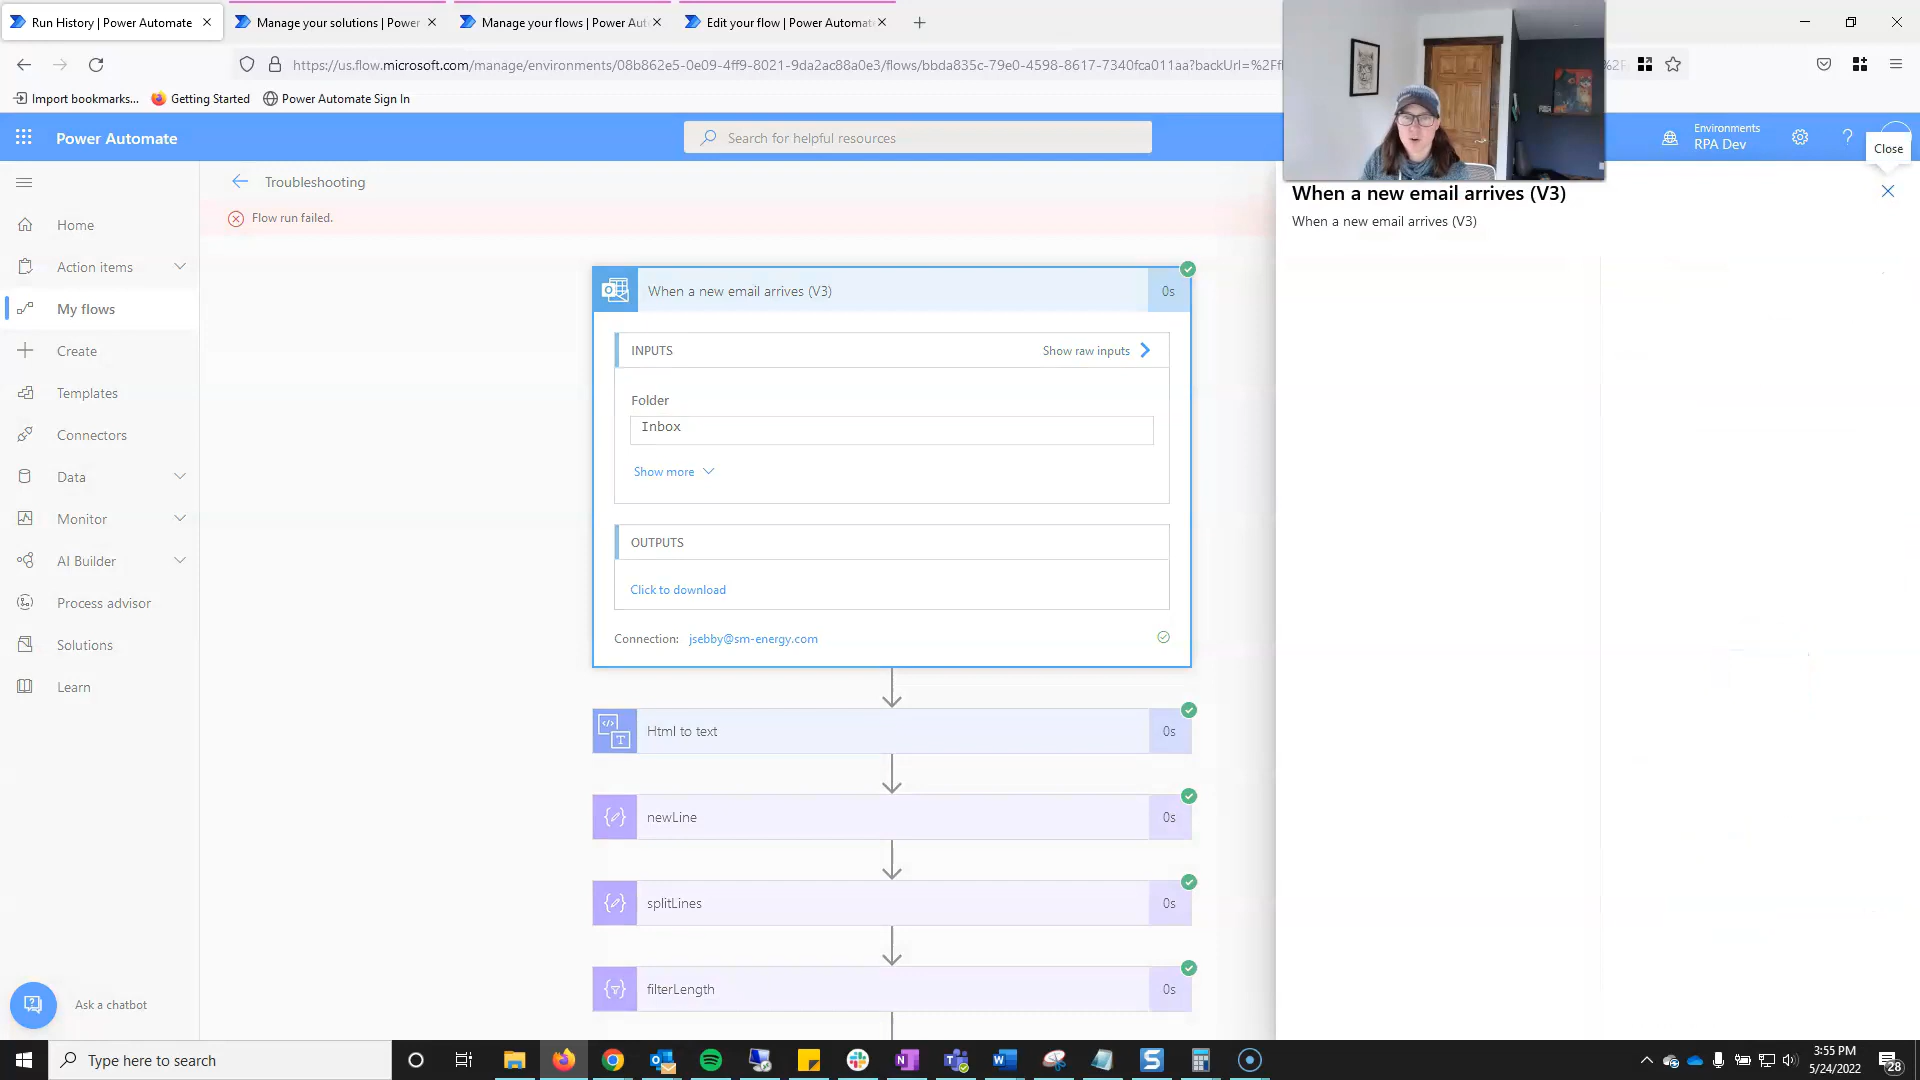 Run History | Power Automate
Manage your solutions | Power
Manage your flows | Power Aut
Edit your flow | Power Automate
https://us.flow.microsoft.com/manage/environments/08b862e5-0e09-4ff9-8021-9da2ac88a0e3/flows/bbda835c-79e0-4598-8617-7340fca011aa?backUrl=%2Ff
Import bookmarks...
Getting Started
Power Automate Sign In
Power Automate
Search for helpful resources
Environments
RPA Dev
Close
Troubleshooting
Flow run failed.
Home
Action items
My flows
Create
Templates
Connectors
Data
Monitor
AI Builder
Process advisor
Solutions
Learn
Ask a chatbot
When a new email arrives (V3)
0s
INPUTS
Show raw inputs
Folder
Inbox
Show more
OUTPUTS
Click to download
Connection: jsebby@sm-energy.com
Html to text
0s
newLine
0s
splitLines
0s
filterLength
0s
When a new email arrives (V3)
When a new email arrives (V3)
Type here to search
3:55 PM
5/24/2022
28